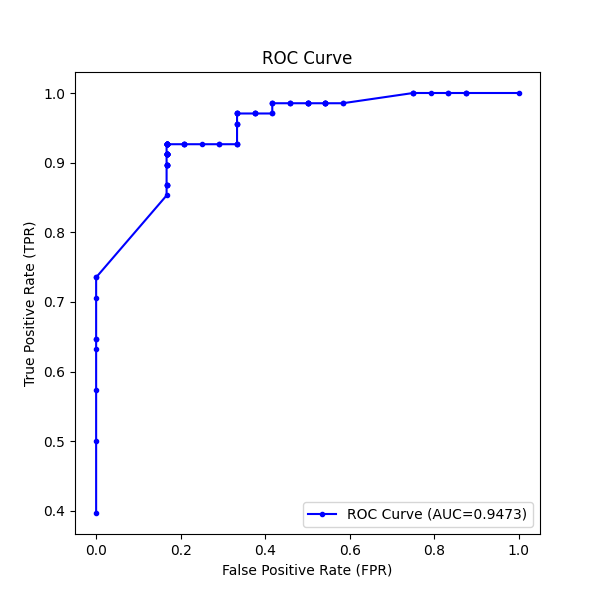 ROC Curve
True Positive Rate (TPR)
1.0
0.9
0.8
0.7
0.6
0.5
0.4
ROC Curve (AUC=0.9473)
0.0 0.2 0.4 0.6 0.8 1.0
False Positive Rate (FPR)